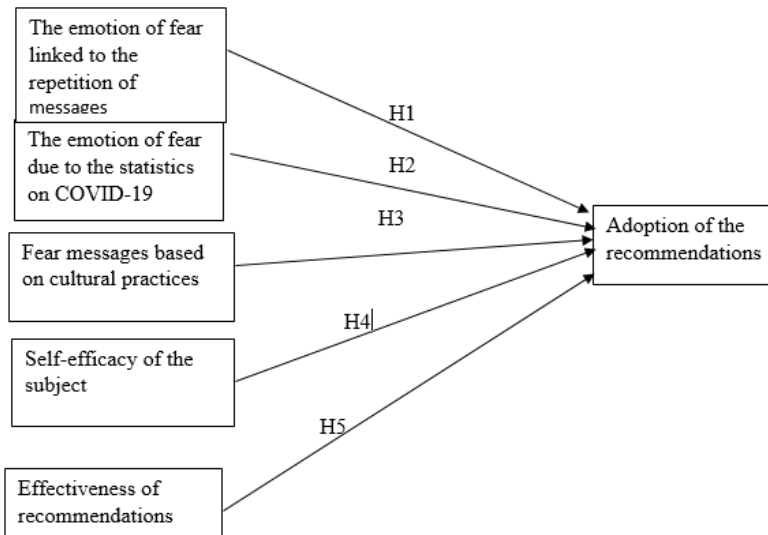 The emotion of fear
linked to the
repetition of
messages
H1
The emotion of fear
due to the statistics
on COVID-19
H2
Adoption of the
recommendations
H3
Fear messages based
on cultural practices
H4
Self-efficacy of the
subject
H5
Effectiveness of
recommendations